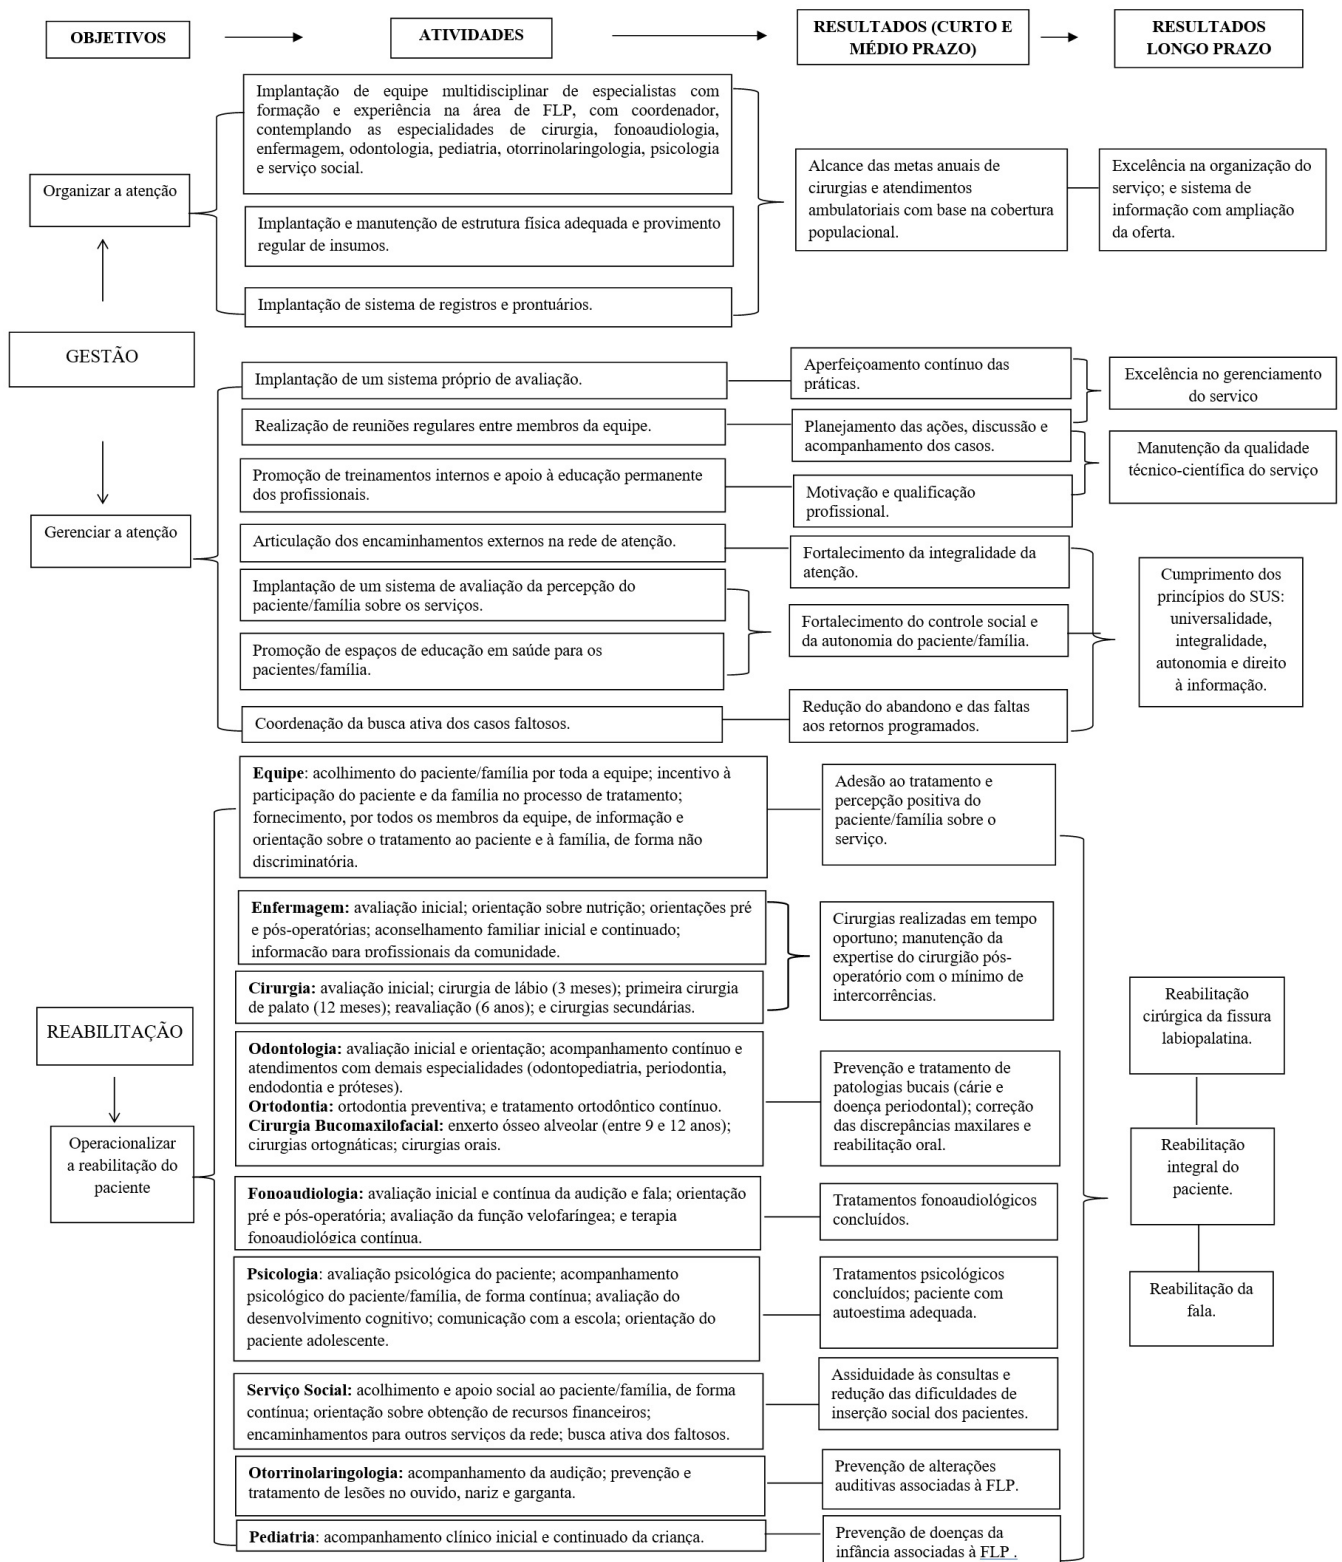 OBJETIVOS
ATIVIDADES
RESULTADOS (CURTO E
MÉDIO PRAZO)
RESULTADOS
LONGO PRAZO
GESTÃO
Organizar a atenção
Implantação de equipe multidisciplinar de especialistas com
formação e experiência na área de FLP, com coordenador,
contemplando as especialidades de cirurgia, fonoaudiologia,
enfermagem, odontologia, pediatria, otorrinolaringologia, psicologia
e serviço social.
Implantação e manutenção de estrutura física adequada e provimento
regular de insumos.
Implantação de sistema de registros e prontuários.
Alcance das metas anuais de
cirurgias e atendimentos
ambulatoriais com base na cobertura
populacional.
Excelência na organização do
serviço; e sistema de
informação com ampliação
da oferta.
Gerenciar a atenção
Implantação de um sistema próprio de avaliação.
Aperfeiçoamento contínuo das
práticas.
Excelência no gerenciamento
do servico
Realização de reuniões regulares entre membros da equipe.
Planejamento das ações, discussão e
acompanhamento dos casos.
Manutenção da qualidade
técnico-científica do serviço
Promoção de treinamentos internos e apoio à educação permanente
dos profissionais.
Motivação e qualificação
profissional.
Articulação dos encaminhamentos externos na rede de atenção.
Fortalecimento da integralidade da
atenção.
Implantação de um sistema de avaliação da percepção do
paciente/família sobre os serviços.
Promoção de espaços de educação em saúde para os
pacientes/família.
Fortalecimento do controle social e
da autonomia do paciente/família.
Cumprimento dos
princípios do SUS:
universalidade,
integralidade,
autonomia e direito
à informação.
Coordenação da busca ativa dos casos faltosos.
Redução do abandono e das faltas
aos retornos programados.
REABILITAÇÃO
Operacionalizar
a reabilitação do
paciente
Equipe: acolhimento do paciente/família por toda a equipe; incentivo à
participação do paciente e da família no processo de tratamento;
fornecimento, por todos os membros da equipe, de informação e
orientação sobre o tratamento ao paciente e à família, de forma não
discriminatória.
Adesão ao tratamento e
percepção positiva do
paciente/família sobre o
serviço.
Enfermagem: avaliação inicial; orientação sobre nutrição; orientações pré
e pós-operatórias; aconselhamento familiar inicial e continuado;
informação para profissionais da comunidade.
Cirurgia: avaliação inicial; cirurgia de lábio (3 meses); primeira cirurgia
de palato (12 meses); reavaliação (6 anos); e cirurgias secundárias.
Cirurgias realizadas em tempo
oportuno; manutenção da
expertise do cirurgião pós-
operatório com o mínimo de
intercorrências.
Odontologia: avaliação inicial e orientação; acompanhamento contínuo e
atendimentos com demais especialidades (odontopediatria, periodontia,
endodontia e próteses).
Ortodontia: ortodontia preventiva; e tratamento ortodôntico contínuo.
Cirurgia Bucomaxilofacial: enxerto ósseo alveolar (entre 9 e 12 anos);
cirurgias ortognáticas; cirurgias orais.
Prevenção e tratamento de
patologias bucais (cárie e
doença periodontal); correção
das discrepâncias maxilares e
reabilitação oral.
Fonoaudiologia: avaliação inicial e contínua da audição e fala; orientação
pré e pós-operatória; avaliação da função velofaríngea; e terapia
fonoaudiológica contínua.
Tratamentos fonoaudiológicos
concluídos.
Psicologia: avaliação psicológica do paciente; acompanhamento
psicológico do paciente/família, de forma contínua; avaliação do
desenvolvimento cognitivo; comunicação com a escola; orientação do
paciente adolescente.
Tratamentos psicológicos
concluídos; paciente com
autoestima adequada.
Serviço Social: acolhimento e apoio social ao paciente/família, de forma
contínua; orientação sobre obtenção de recursos financeiros;
encaminhamentos para outros serviços da rede; busca ativa dos faltosos.
Assiduidade às consultas e
redução das dificuldades de
inserção social dos pacientes.
Otorrinolaringologia: acompanhamento da audição; prevenção e
tratamento de lesões no ouvido, nariz e garganta.
Prevenção de alterações
auditivas associadas à FLP.
Pediatria: acompanhamento clínico inicial e continuado da criança.
Prevenção de doenças da
infância associadas à FLP .
Reabilitação
cirúrgica da fissura
labiopalatina.
Reabilitação
integral do
paciente.
Reabilitação da
fala.